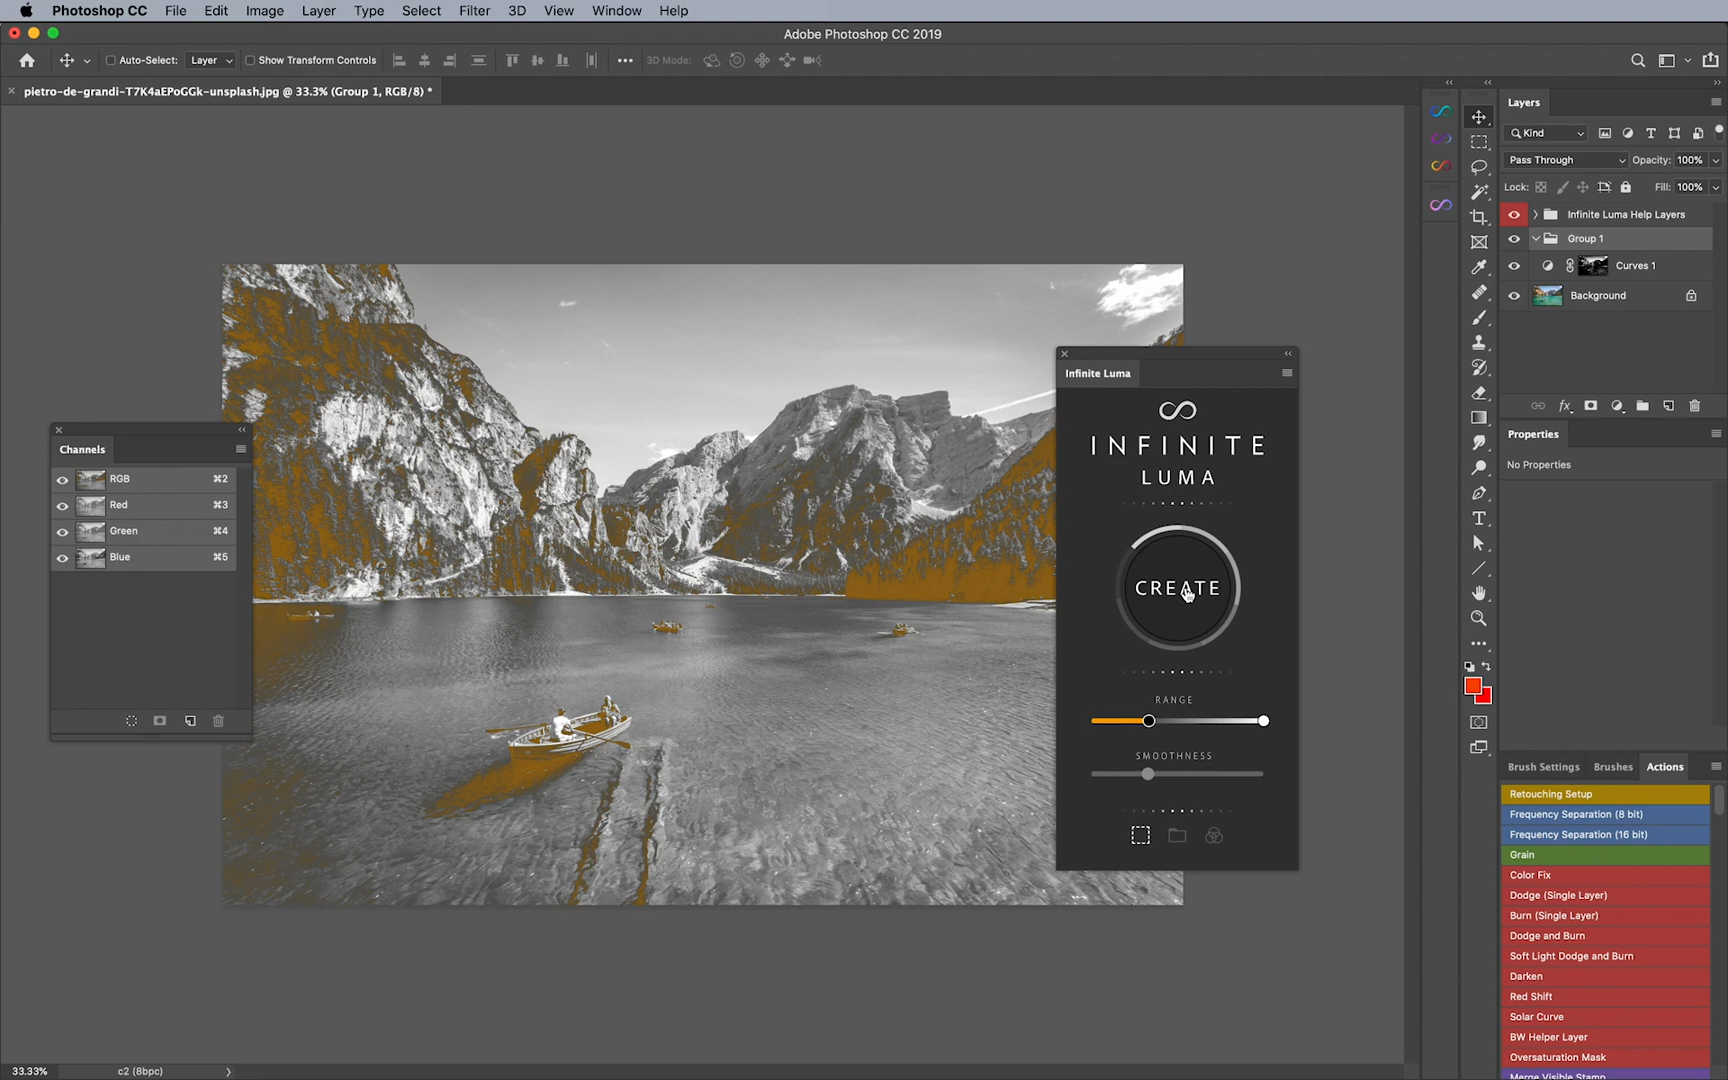 Photoshop CC File Edit Image Layer Type Select Filter 3D View Window Help
Adobe Photoshop CC 2019
Auto-Select: Layer Show Transform Controls 3D Mode:
pietro-de-grandi-T7K4aEPoGGk-unsplash.jpg @ 33.3% (Group 1, RGB/8) *
Channels
RGB ⌘2
Red ⌘3
Green ⌘4
Blue ⌘5
Infinite Luma
INFINITE
LUMA
CREATE
RANGE
SMOOTHNESS
Layers
Kind
Pass Through Opacity: 100%
Lock: Fill: 100%
Infinite Luma Help Layers
Group 1
Curves 1
Background
Properties
No Properties
Brush Settings Brushes Actions
Retouching Setup
Frequency Separation (8 bit)
Frequency Separation (16 bit)
Grain
Color Fix
Dodge (Single Layer)
Burn (Single Layer)
Dodge and Burn
Soft Light Dodge and Burn
Darken
Red Shift
Solar Curve
BW Helper Layer
Oversaturation Mask
Merge Visible Stamp
33.33% c2 (8bpc)